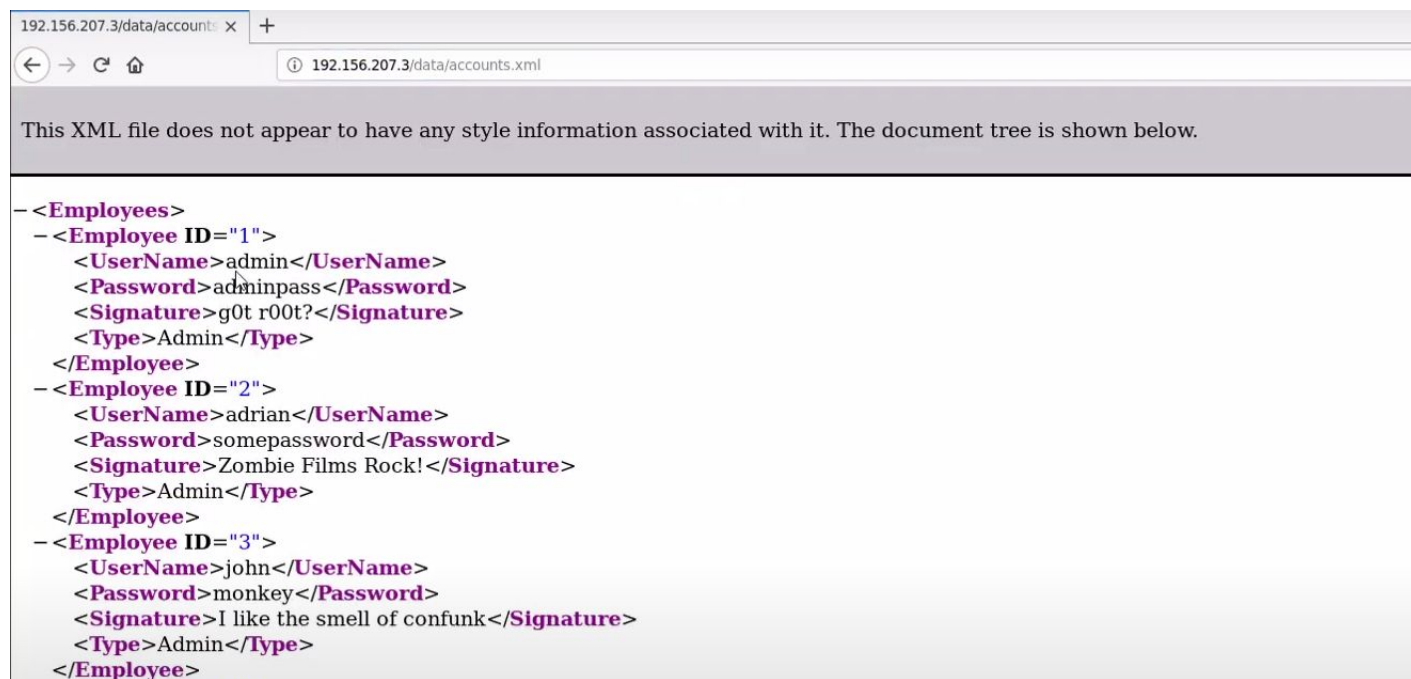 192.156.207.3/data/accounts
192.156.207.3/data/accounts.xml
This XML file does not appear to have any style information associated with it. The document tree is shown below.
−<Employees>
−<Employee ID="1">
<UserName>admin</UserName>
<Password>adminpass</Password>
<Signature>g0t r00t?</Signature>
<Type>Admin</Type>
</Employee>
−<Employee ID="2">
<UserName>adrian</UserName>
<Password>somepassword</Password>
<Signature>Zombie Films Rock!</Signature>
<Type>Admin</Type>
</Employee>
−<Employee ID="3">
<UserName>john</UserName>
<Password>monkey</Password>
<Signature>I like the smell of confunk</Signature>
<Type>Admin</Type>
</Employee>